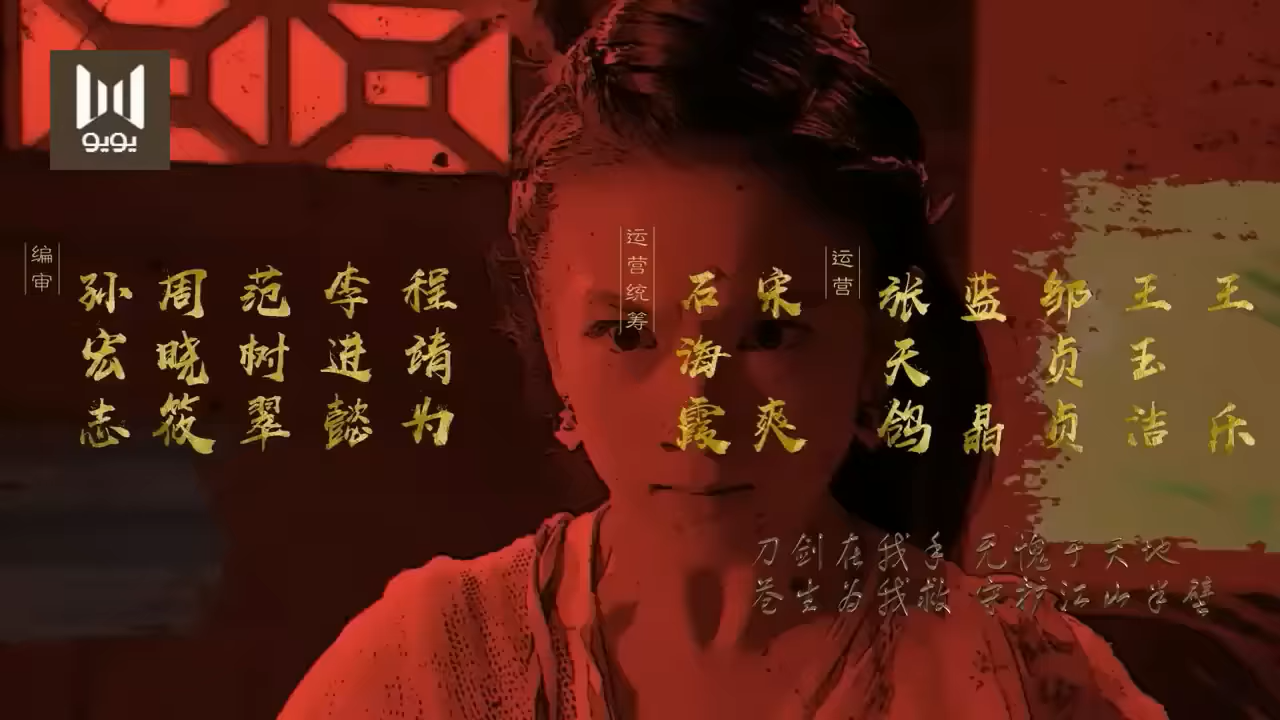 يويو
编审
孙宏志
周晓筱
范树翠
李进懿
程靖为
运营统筹
石海霞
宋爽
运营
张天鸽
蓝晶
邬贞贞
王玉洁
王乐
刀剑在我手 无愧于天地
苍生为我救 守护江山半壁